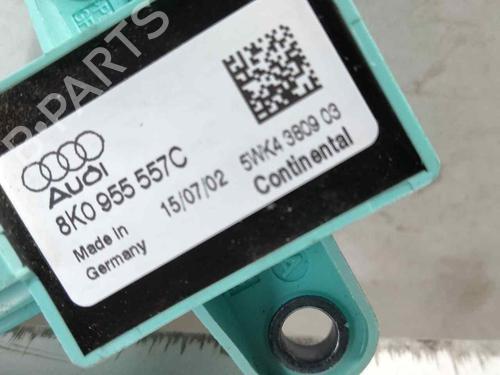 B-PARTS
AUDI
8K0 955 557C
15/07/02
5WK4 3809 03
Continental
Made in
Germany